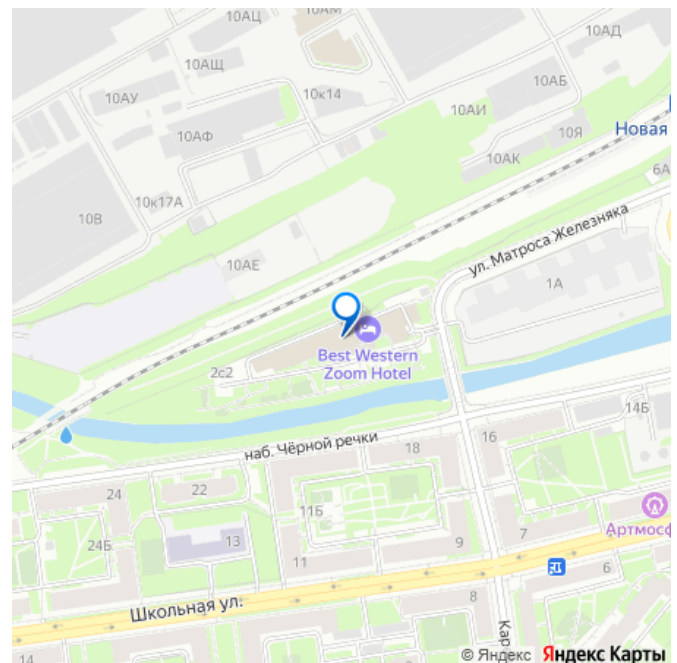 10АЦ
10АМ
10АД
10АЩ
10АУ
10к14
10АБ
10АИ
10АФ
10Я
Новая
10АК
6А
10к17А
10В
ул. Матроса Железняка
10АЕ
1А
Best Western
Zoom Hotel
2с2
14Б
наб. Чёрной речки
18
16
24
22
11Б
Артмосф
24Б
13
9
7
11
6
Школьная ул.
8
Кар
14
© Яндекс Яндекс Карты